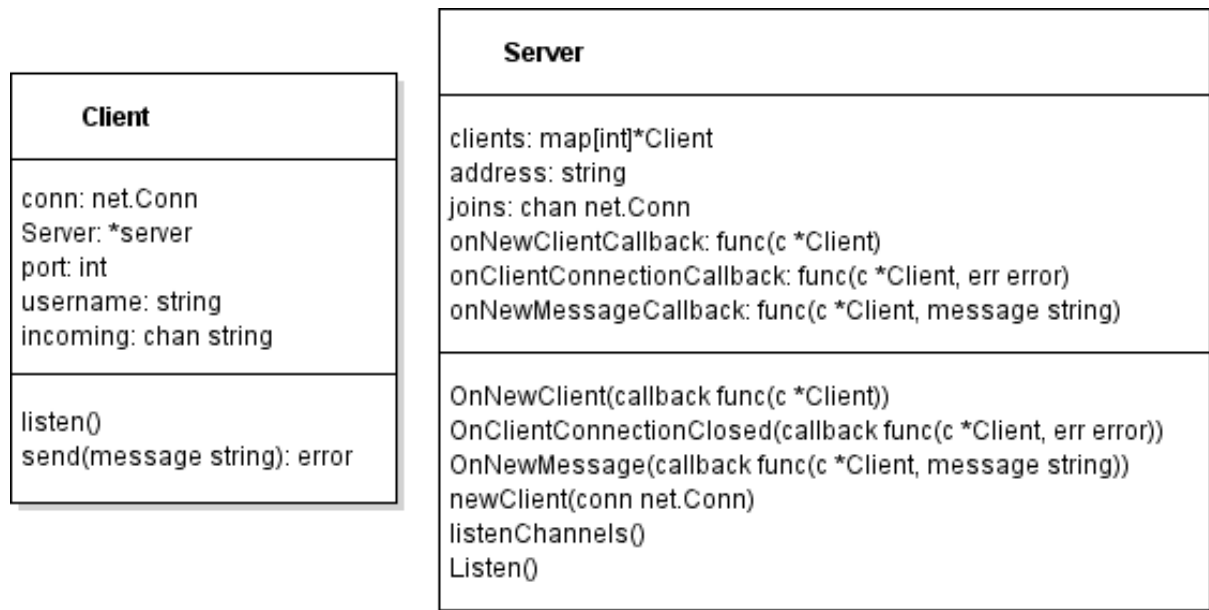 Client
conn: net.Conn
Server: *server
port: int
username: string
incoming: chan string
listen()
send(message string): error
Server
clients: map[int]*Client
address: string
joins: chan net.Conn
onNewClientCallback: func(c *Client)
onClientConnectionCallback: func(c *Client, err error)
onNewMessageCallback: func(c *Client, message string)
OnNewClient(callback func(c *Client))
OnClientConnectionClosed(callback func(c *Client, err error))
OnNewMessage(callback func(c *Client, message string))
newClient(conn net.Conn)
listenChannels()
Listen()